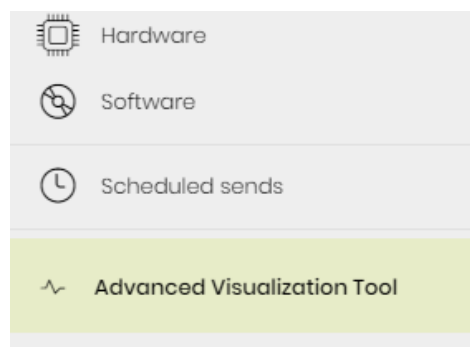 Hardware
Software
Scheduled sends
Advanced Visualization Tool